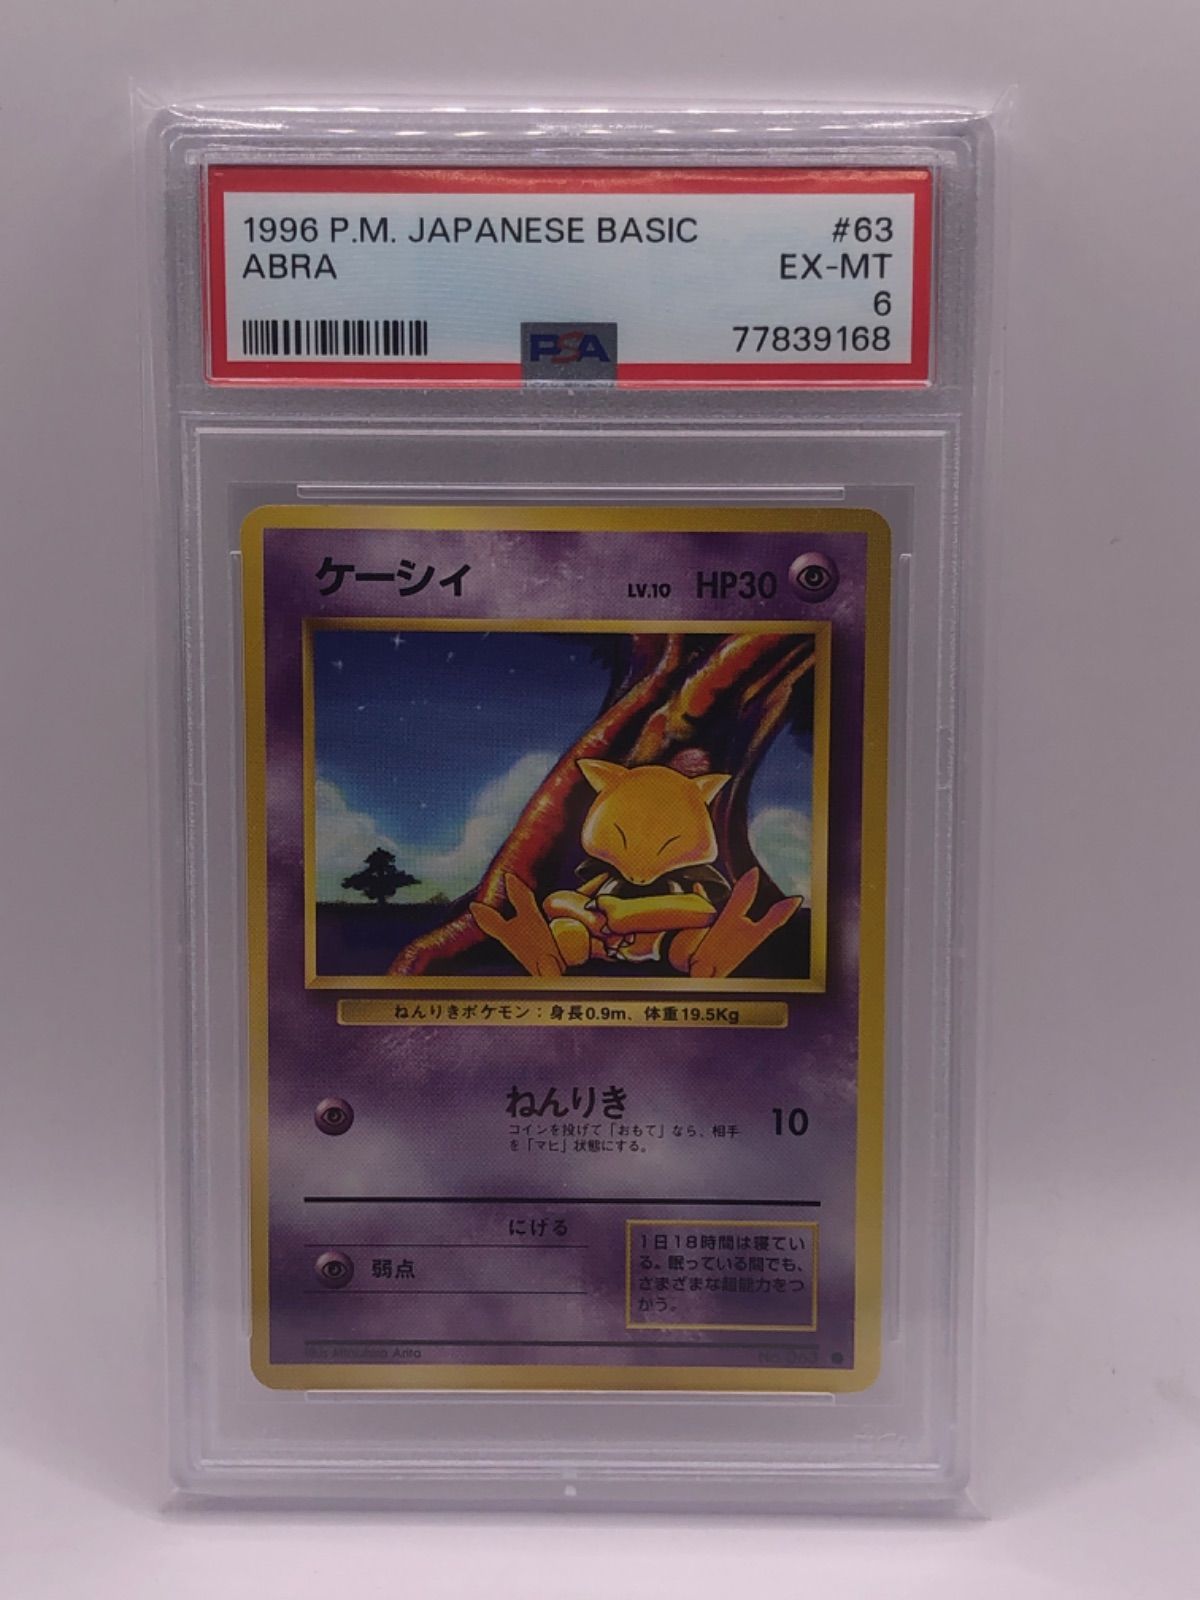 1996 P.M. JAPANESE BASIC #63
ABRA EX-MT
6
PSA 77839168
ケーシィ LV.10 HP30
ねんりきポケモン：身長0.9m、体重19.5Kg
ねんりき 10
コインを投げて「おもて」なら、相手
を「マヒ」状態にする。
にげる
弱点
1日18時間は寝てい
る。眠っている間でも、
さまざまな超能力をつ
かう。
Illus. Mitsuhiro Arita No.063